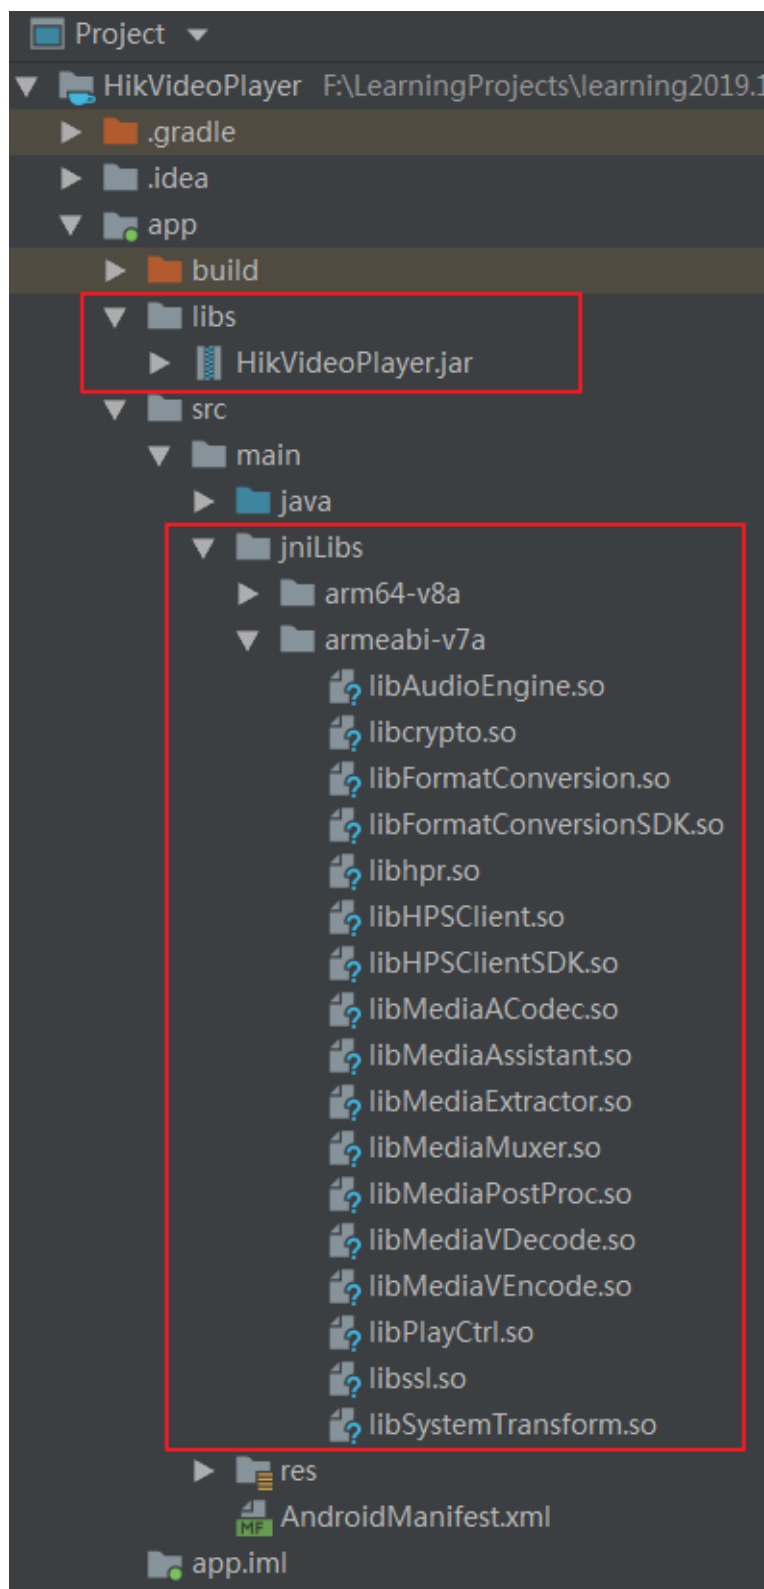 Project
HikVideoPlayer F:\LearningProjects\learning2019.1
.gradle
.idea
app
build
libs
HikVideoPlayer.jar
src
main
java
jniLibs
arm64-v8a
armeabi-v7a
libAudioEngine.so
libcrypto.so
libFormatConversion.so
libFormatConversionSDK.so
libhpr.so
libHPSClient.so
libHPSClientSDK.so
libMediaACodec.so
libMediaAssistant.so
libMediaExtractor.so
libMediaMuxer.so
libMediaPostProc.so
libMediaVDecode.so
libMediaVEncode.so
libPlayCtrl.so
libssl.so
libSystemTransform.so
res
MF AndroidManifest.xml
app.iml